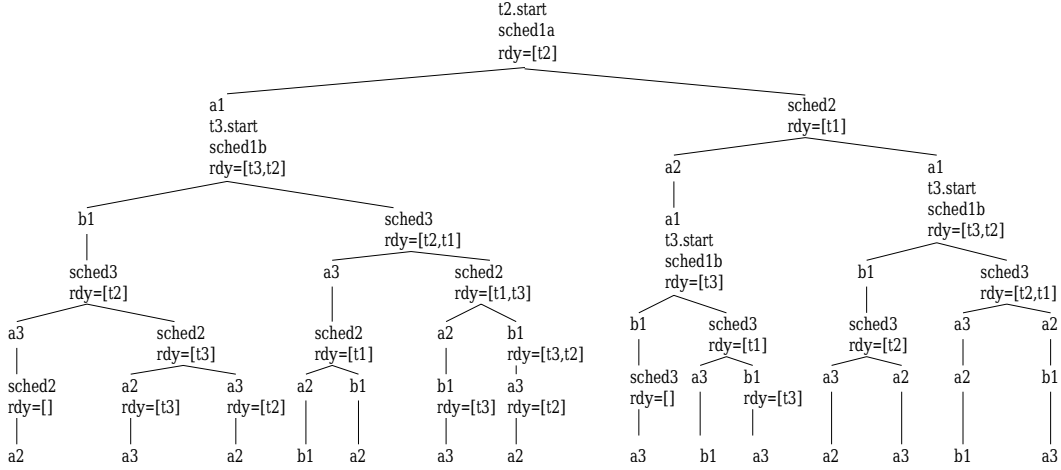 t2.start
sched1a
rdy=[t2]
a1
t3.start
sched1b
rdy=[t3,t2]
sched2
rdy=[t1]
b1
sched3
rdy=[t2,t1]
a2
a1
t3.start
sched1b
rdy=[t3,t2]
sched3
rdy=[t2]
a3
sched2
rdy=[t1,t3]
a1
t3.start
sched1b
rdy=[t3]
b1
sched3
rdy=[t2,t1]
a3
sched2
rdy=[t3]
sched2
rdy=[t1]
a2
b1
rdy=[t3,t2]
b1
sched3
rdy=[t1]
sched3
rdy=[t2]
a3
a2
sched2
rdy=[]
a2
rdy=[t3]
a3
rdy=[t2]
a2
b1
b1
rdy=[t3]
a3
rdy=[t2]
sched3
rdy=[]
a3
b1
rdy=[t3]
a3
a2
a2
b1
a2
a3
a2
b1
a2
a3
a2
a3
b1
a3
a2
a3
b1
a3